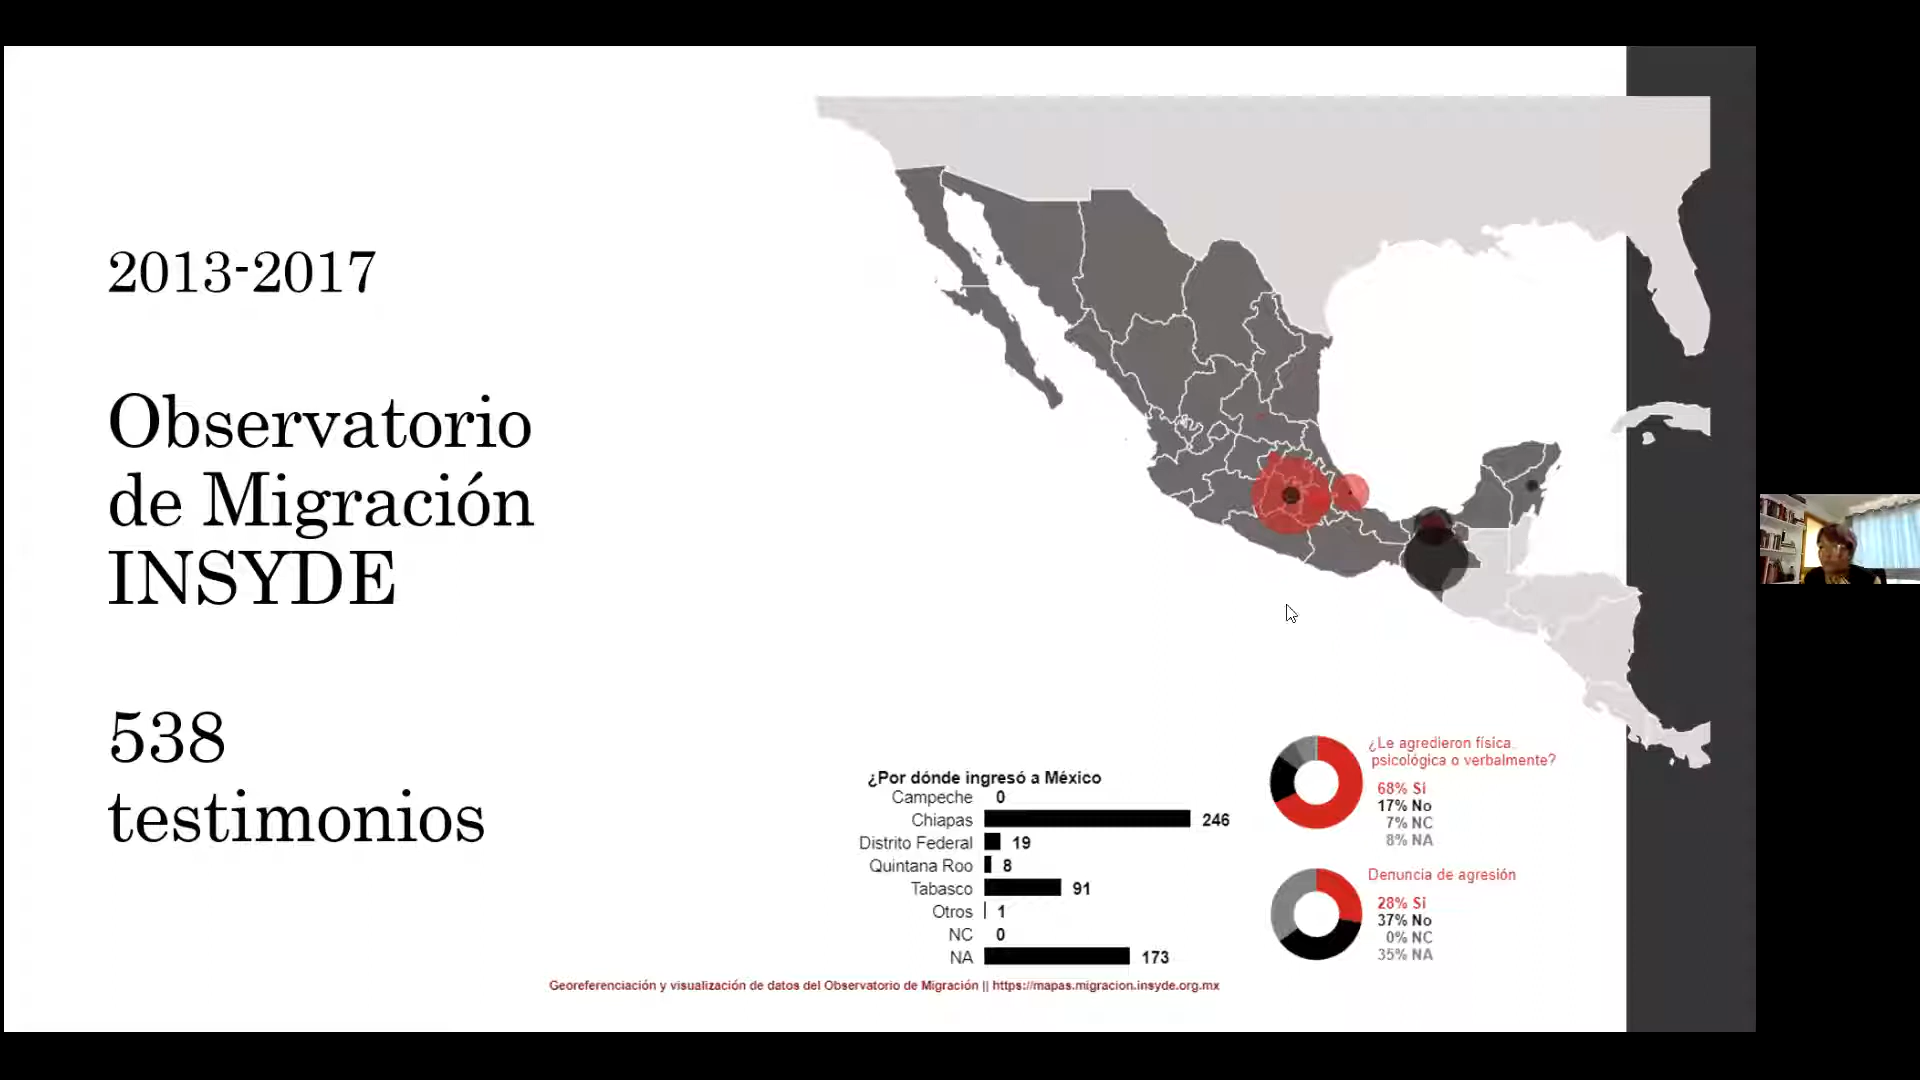 2013-2017
Observatorio
de Migración
INSYDE
538
testimonios
¿Por dónde ingresó a México
Campeche 0
Chiapas 246
Distrito Federal 19
Quintana Roo 8
Tabasco 91
Otros 1
NC 0
NA 173
¿Le agredieron física,
psicológica o verbalmente?
68% Si
17% No
7% NC
8% NA
Denuncia de agresión
28% Si
37% No
0% NC
35% NA
Georeferenciación y visualización de datos del Observatorio de Migración || https://mapas.migracion.insyde.org.mx